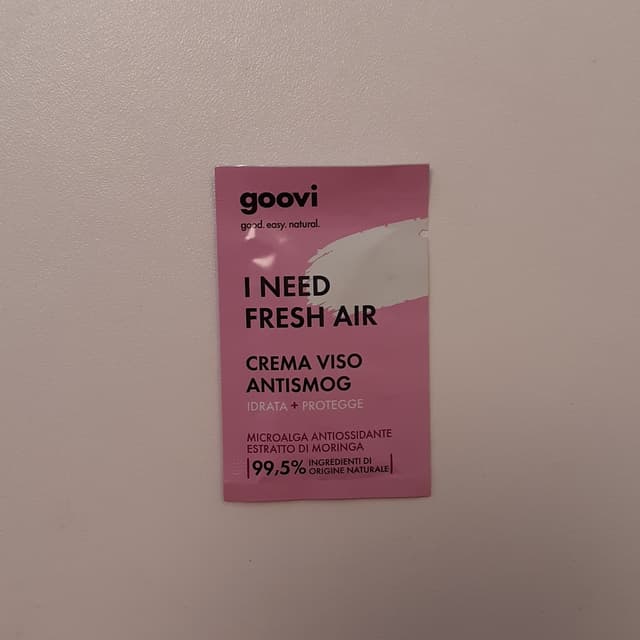 goovi
good. easy. natural.
I NEED
FRESH AIR
CREMA VISO
ANTISMOG
IDRATA + PROTEGGE
MICROALGA ANTIOSSIDANTE
ESTRATTO DI MORINGA
99,5% INGREDIENTI DI
ORIGINE NATURALE